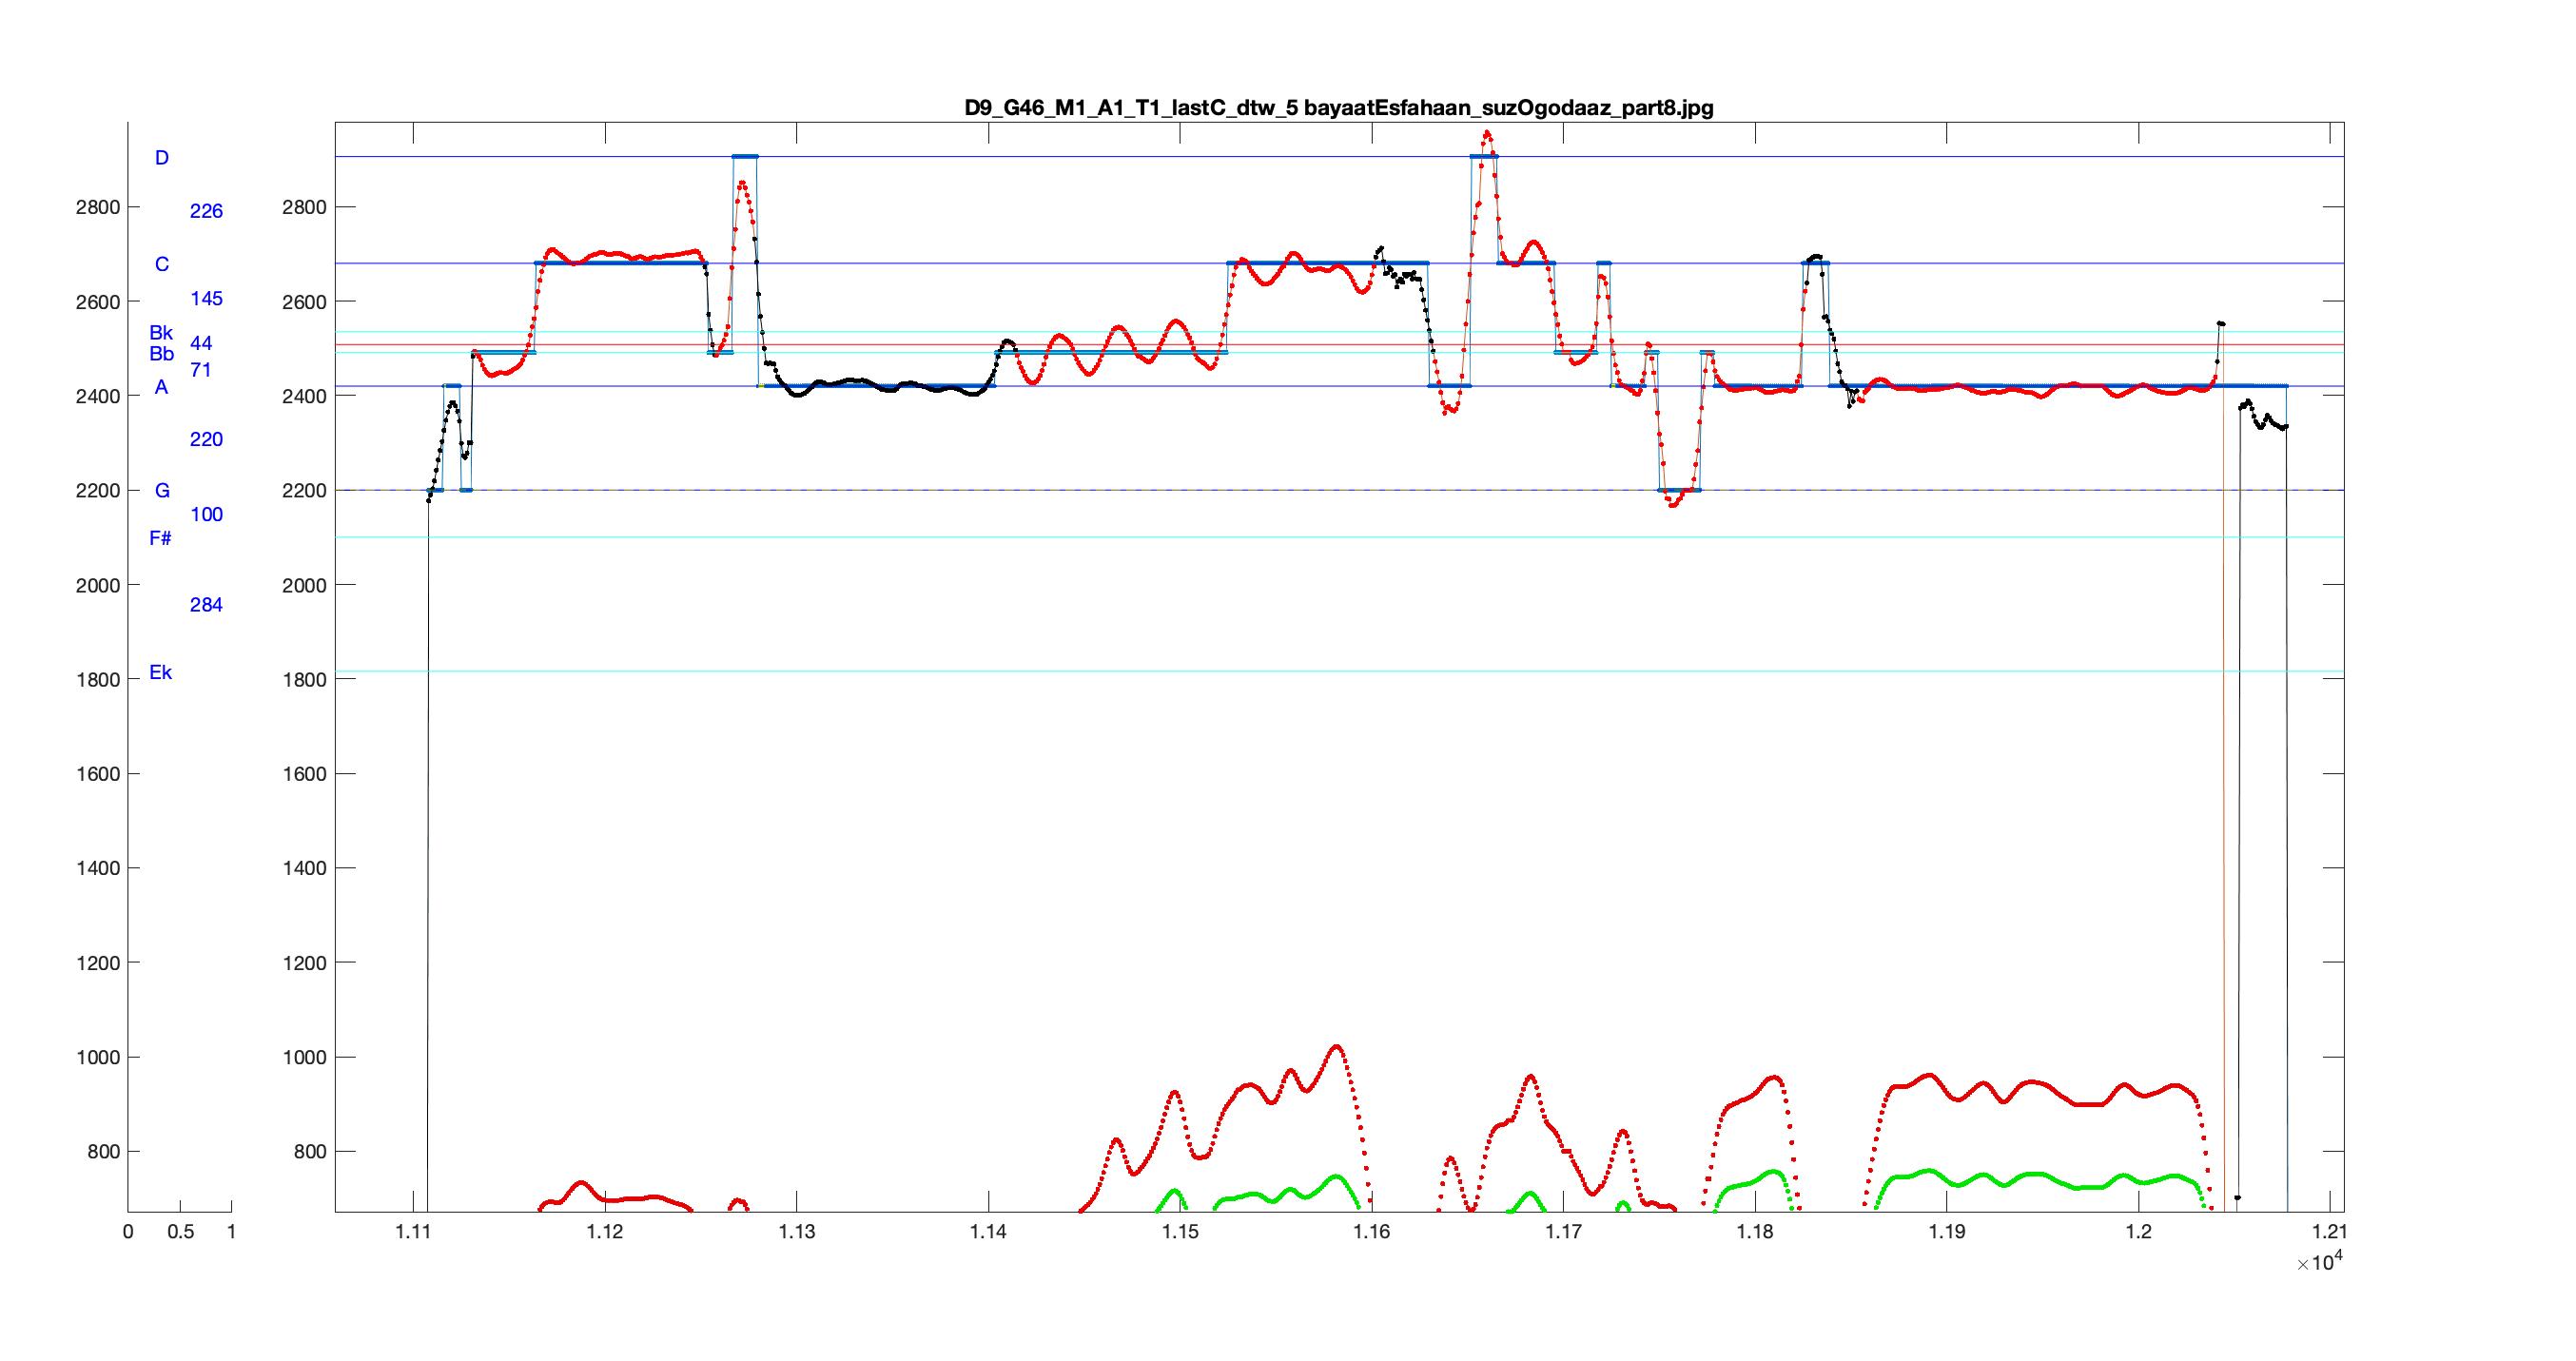 D9_G46_M1_A1_T1_lastC_dtw_5 bayaatEsfahaan_suzOgodaaz_part8.jpg
D
2800 226 2800
C
2600 145 2600
Bk
44
Bb
71
2400 A 2400
220
2200 G 2200
100
F#
2000 284 2000
1800 Ek 1800
1600 1600
1400 1400
1200 1200
1000 1000
800 800
0 0.5 1 1.11 1.12 1.13 1.14 1.15 1.16 1.17 1.18 1.19 1.2 1.21
×10⁴